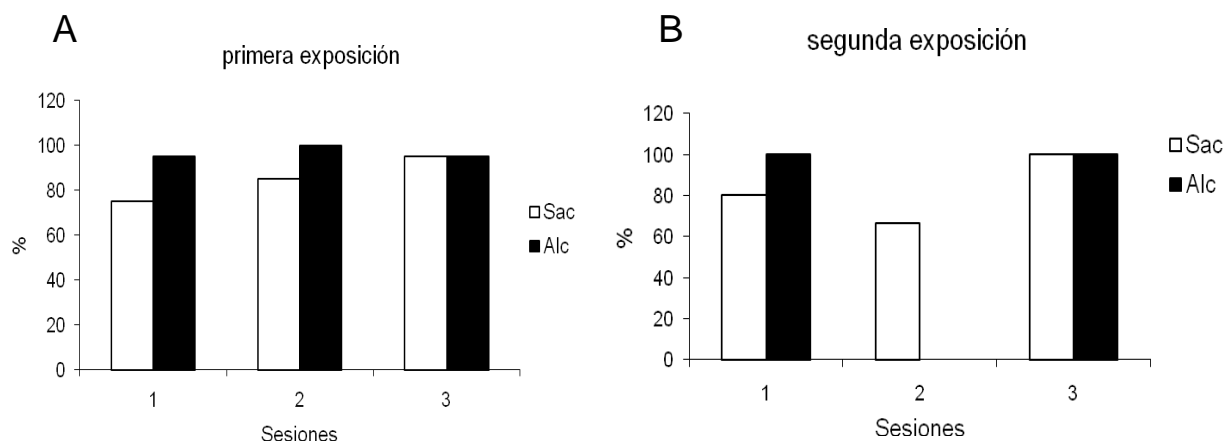 A
primera exposición
120
100
80
60
40
20
0
%
1 2 3
Sesiones
Sac
Alc
B
segunda exposición
120
100
80
60
40
20
0
%
1 2 3
Sesiones
Sac
Alc